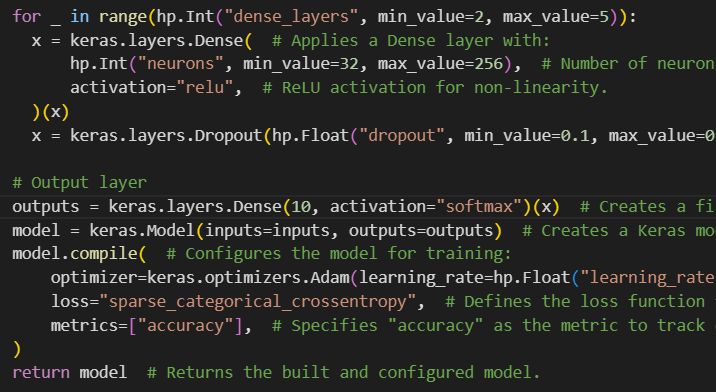 for _ in range(hp.Int("dense_layers", min_value=2, max_value=5)):
  x = keras.layers.Dense(  # Applies a Dense layer with:
      hp.Int("neurons", min_value=32, max_value=256),  # Number of neuron
      activation="relu",  # ReLU activation for non-linearity.
  )(x)
  x = keras.layers.Dropout(hp.Float("dropout", min_value=0.1, max_value=0
# Output layer
outputs = keras.layers.Dense(10, activation="softmax")(x)  # Creates a fi
model = keras.Model(inputs=inputs, outputs=outputs)  # Creates a Keras mo
model.compile(  # Configures the model for training:
    optimizer=keras.optimizers.Adam(learning_rate=hp.Float("learning_rate
    loss="sparse_categorical_crossentropy",  # Defines the loss function
    metrics=["accuracy"],  # Specifies "accuracy" as the metric to track
)
return model  # Returns the built and configured model.